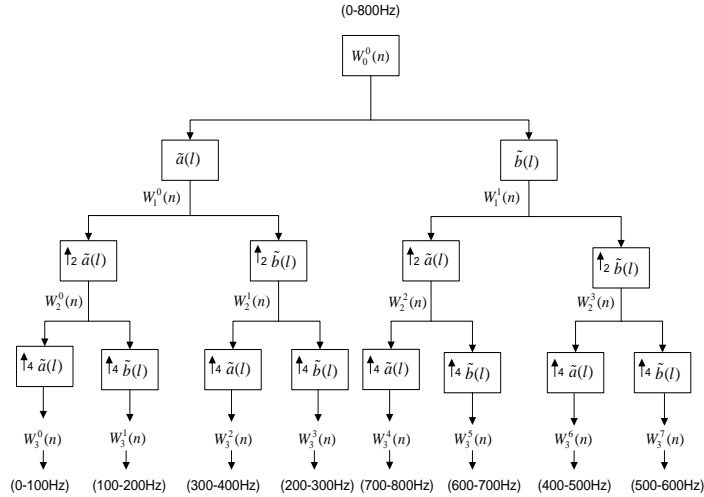 (0-800Hz)
W_0^0(n)
ã(l)
b̃(l)
W_1^0(n)
W_1^1(n)
↑2 ã(l)
↑2 b̃(l)
↑2 ã(l)
↑2 b̃(l)
W_2^0(n)
W_2^1(n)
W_2^2(n)
W_2^3(n)
↑4 ã(l)
↑4 b̃(l)
↑4 ã(l)
↑4 b̃(l)
↑4 ã(l)
↑4 b̃(l)
↑4 ã(l)
↑4 b̃(l)
W_3^0(n)
W_3^1(n)
W_3^2(n)
W_3^3(n)
W_3^4(n)
W_3^5(n)
W_3^6(n)
W_3^7(n)
(0-100Hz)
(100-200Hz)
(300-400Hz)
(200-300Hz)
(700-800Hz)
(600-700Hz)
(400-500Hz)
(500-600Hz)